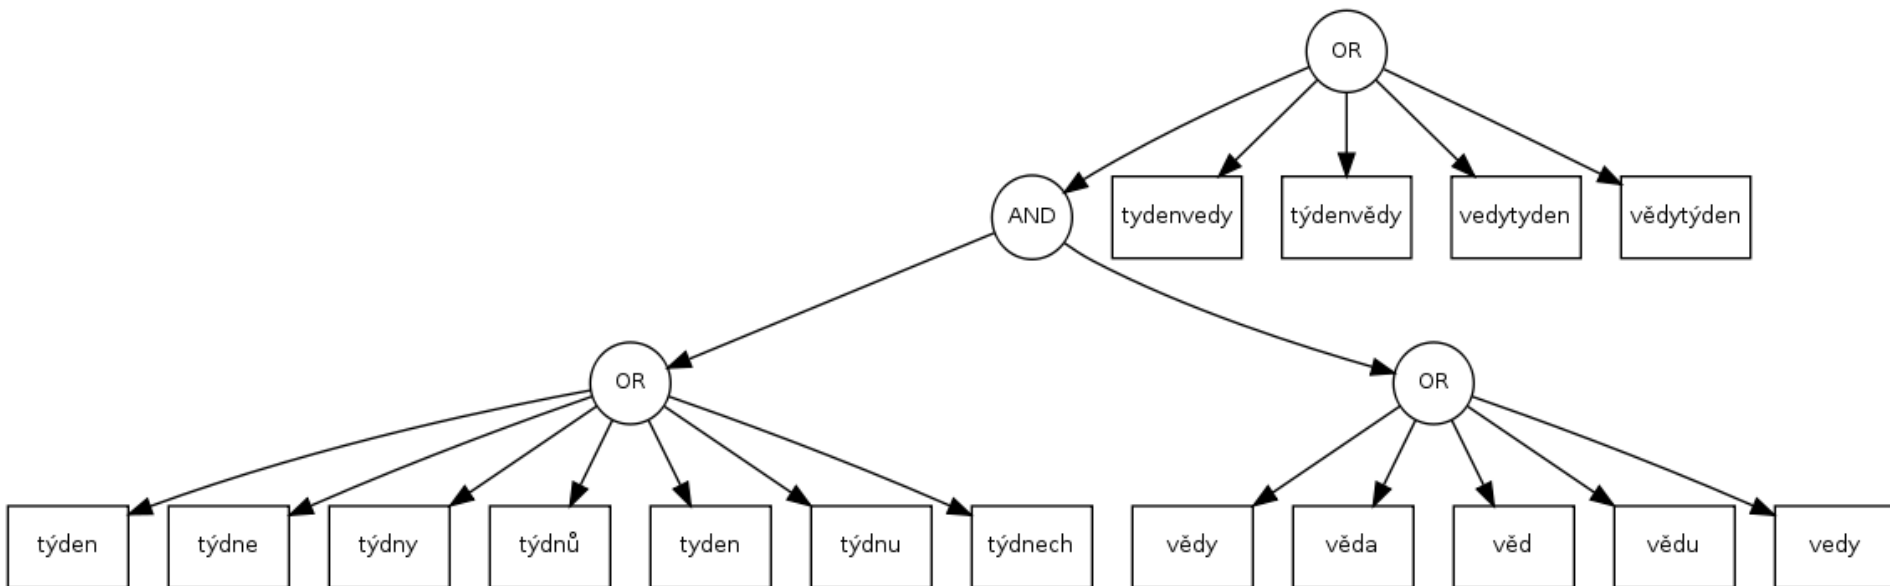 OR
AND
tydenvedy
týdenvědy
vedytyden
vědytýden
OR
OR
týden
týdne
týdny
týdnů
tyden
týdnu
týdnech
vědy
věda
věd
vědu
vedy